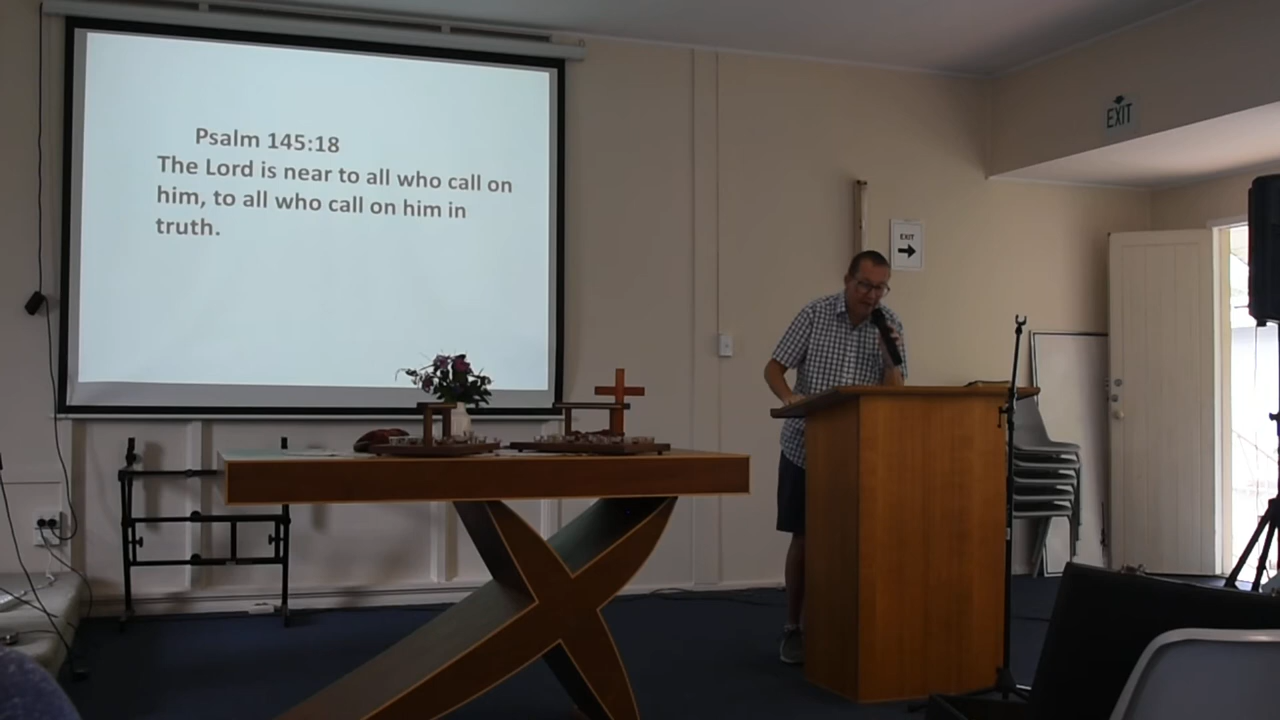 Psalm 145:18
The Lord is near to all who call on
him, to all who call on him in
truth.
EXIT
EXIT